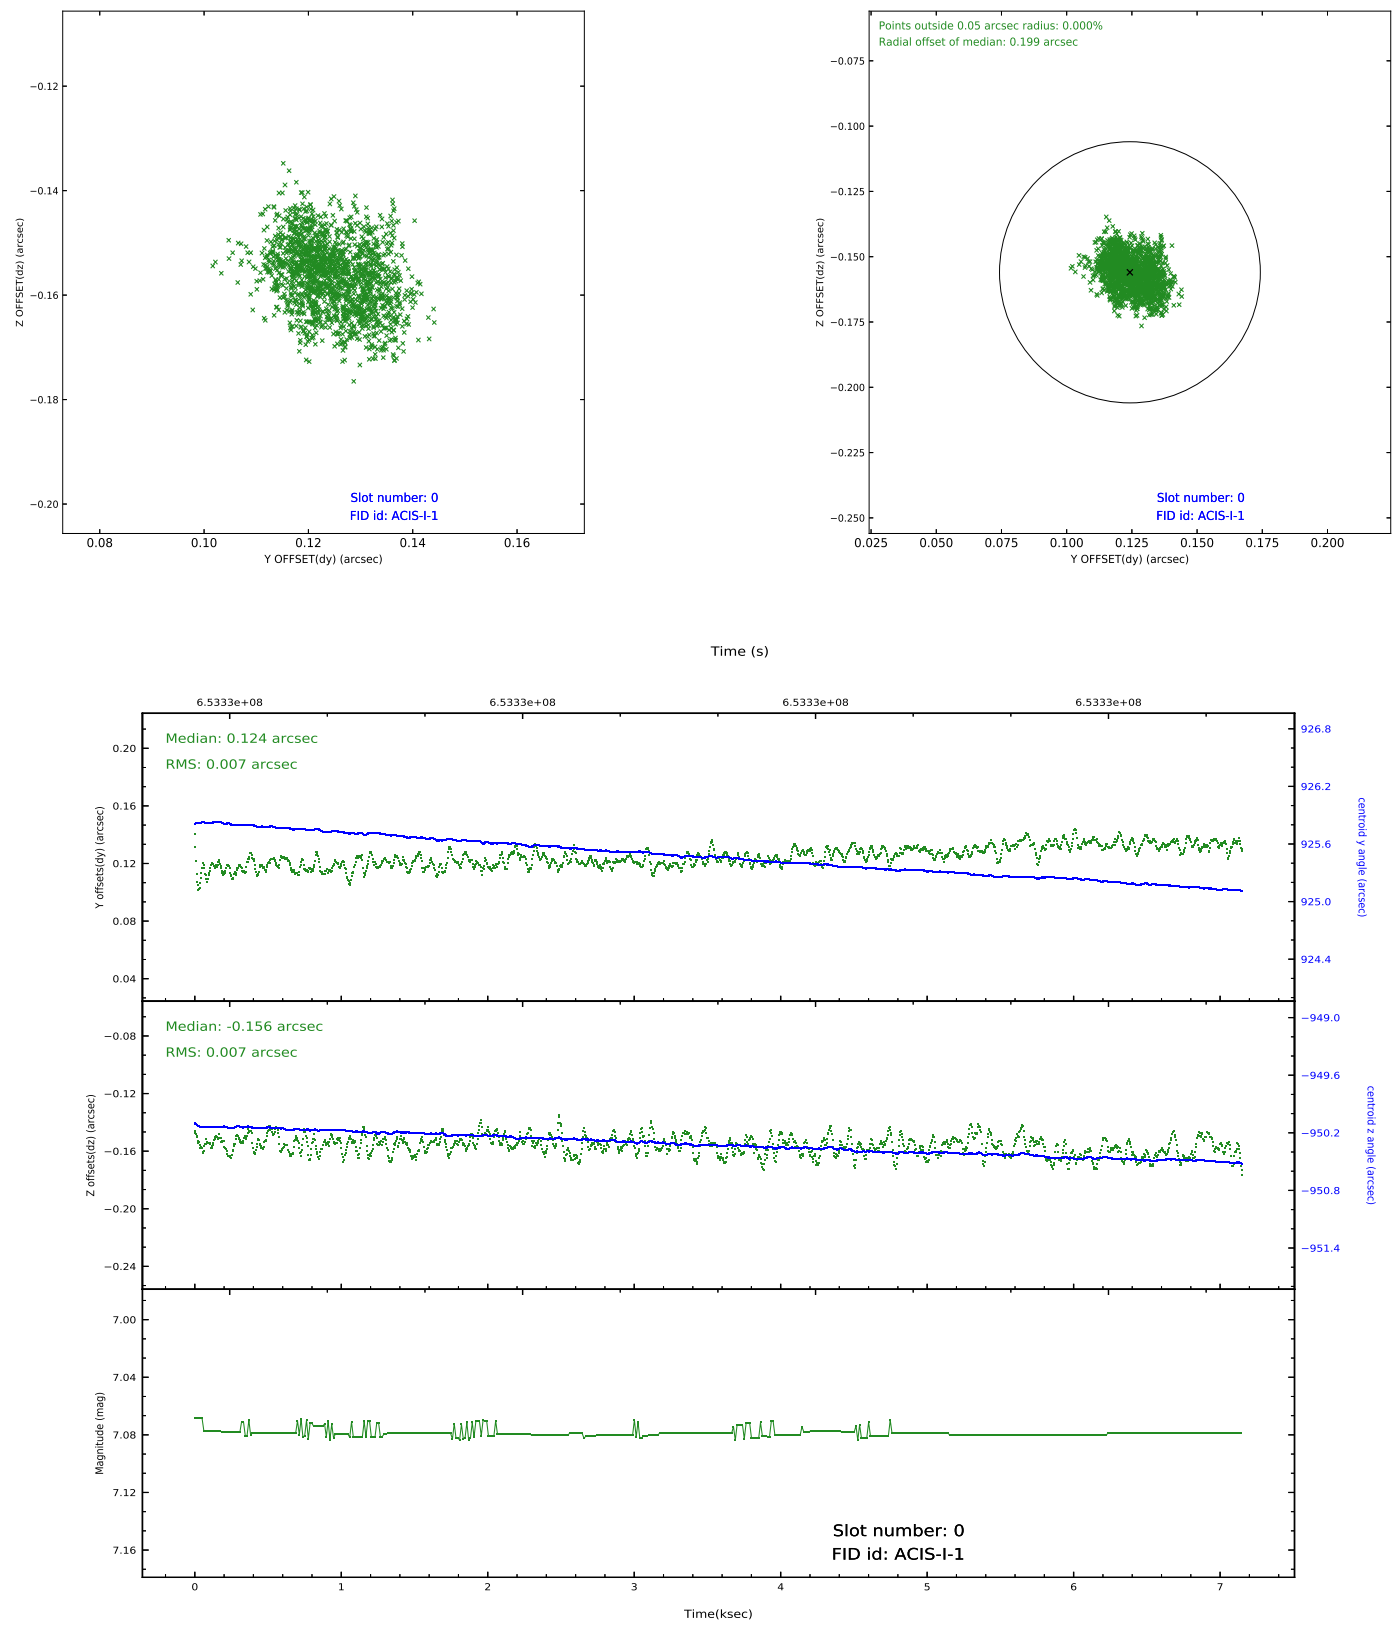 −0.12
−0.14
−0.16
−0.18
−0.20
Z OFFSET(dz) (arcsec)
Slot number: 0
FID id: ACIS-I-1
0.08 0.10 0.12 0.14 0.16
Y OFFSET(dy) (arcsec)
Points outside 0.05 arcsec radius: 0.000%
Radial offset of median: 0.199 arcsec
−0.075
−0.100
−0.125
−0.150
−0.175
−0.200
−0.225
−0.250
Z OFFSET(dz) (arcsec)
Slot number: 0
FID id: ACIS-I-1
0.025 0.050 0.075 0.100 0.125 0.150 0.175 0.200
Y OFFSET(dy) (arcsec)
Time (s)
6.5333e+08 6.5333e+08 6.5333e+08 6.5333e+08
Median: 0.124 arcsec
RMS: 0.007 arcsec
0.20
0.16
0.12
0.08
0.04
Y offsets(dy) (arcsec)
926.8
926.2
925.6
925.0
924.4
centroid y angle (arcsec)
Median: -0.156 arcsec
RMS: 0.007 arcsec
−0.08
−0.12
−0.16
−0.20
−0.24
Z offsets(dz) (arcsec)
−949.0
−949.6
−950.2
−950.8
−951.4
centroid z angle (arcsec)
7.00
7.04
7.08
7.12
7.16
Magnitude (mag)
Slot number: 0
FID id: ACIS-I-1
0 1 2 3 4 5 6 7
Time(ksec)